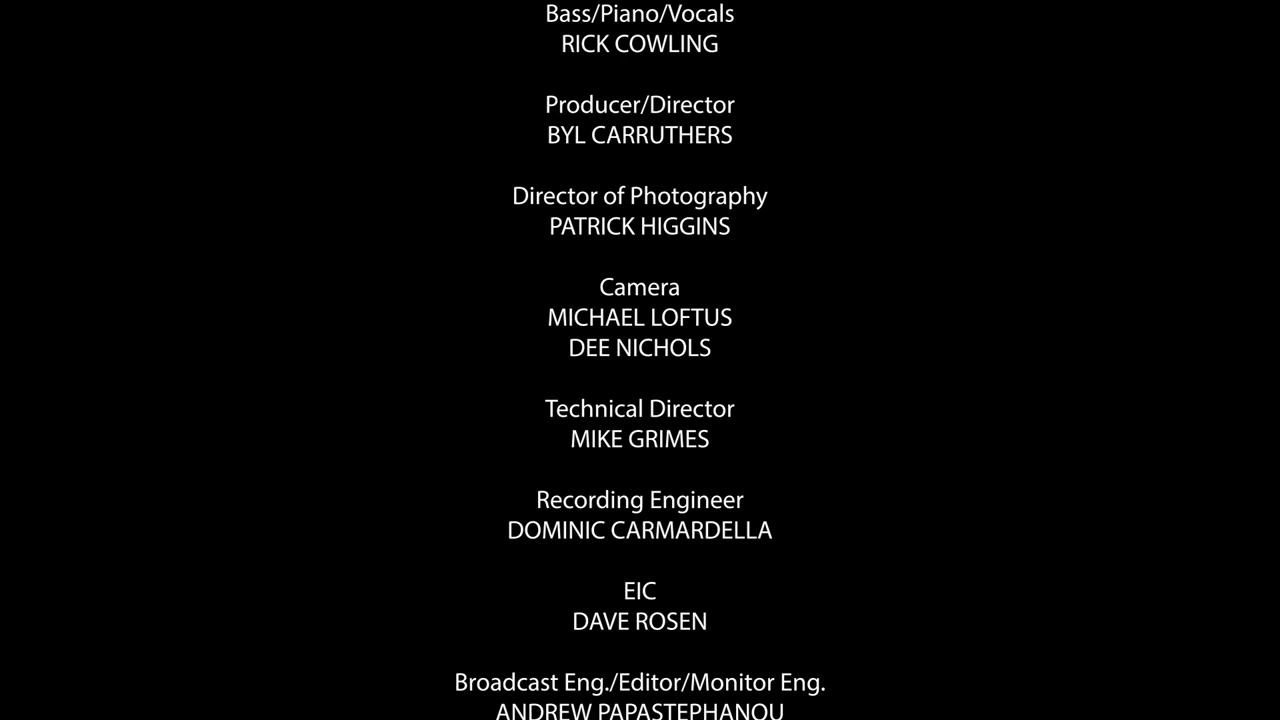 Bass/Piano/Vocals
RICK COWLING
Producer/Director
BYL CARRUTHERS
Director of Photography
PATRICK HIGGINS
Camera
MICHAEL LOFTUS
DEE NICHOLS
Technical Director
MIKE GRIMES
Recording Engineer
DOMINIC CARMARDELLA
EIC
DAVE ROSEN
Broadcast Eng./Editor/Monitor Eng.
ANDREW PAPASTEPHANOU